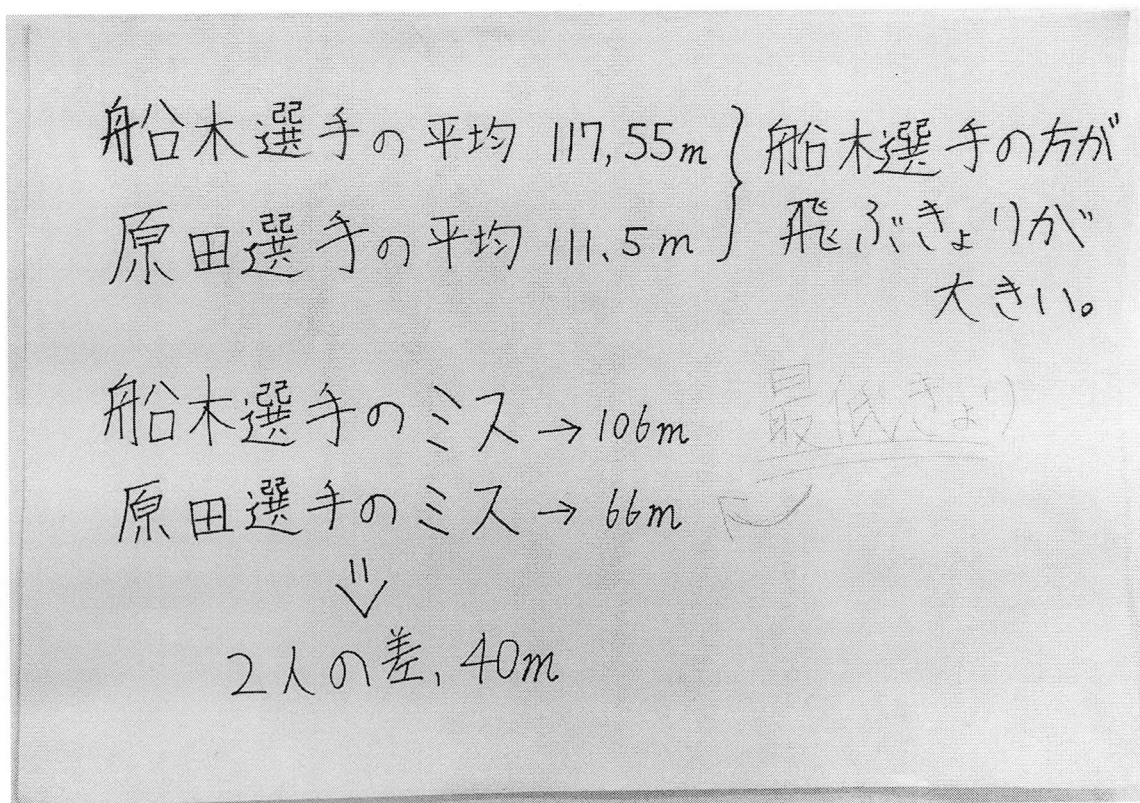 船木選手の平均 117,55m
原田選手の平均 111.5m
船木選手の方が
飛ぶきょりが
大きい。
船木選手のミス→106m
原田選手のミス→66m
最低きょり
⇓
2人の差、40m